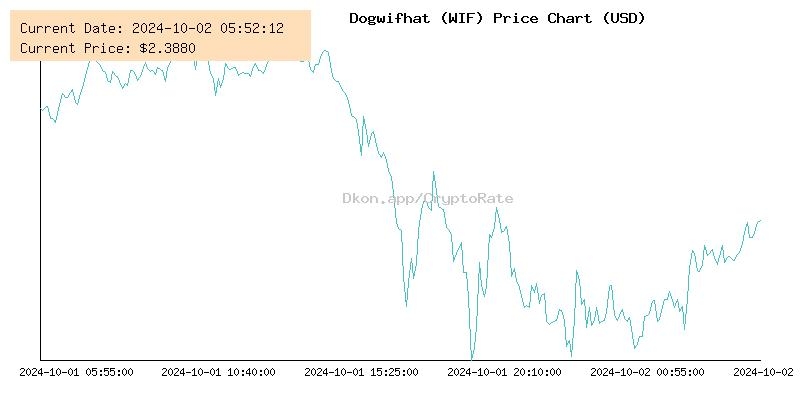 Dogwifhat (WIF) Price Chart (USD)
Current Date: 2024-10-02 05:52:12
Current Price: $2.3880
Dkon.app/CryptoRate
2024-10-01 05:55:00 2024-10-01 10:40:00 2024-10-01 15:25:00 2024-10-01 20:10:00 2024-10-02 00:55:00 2024-10-02